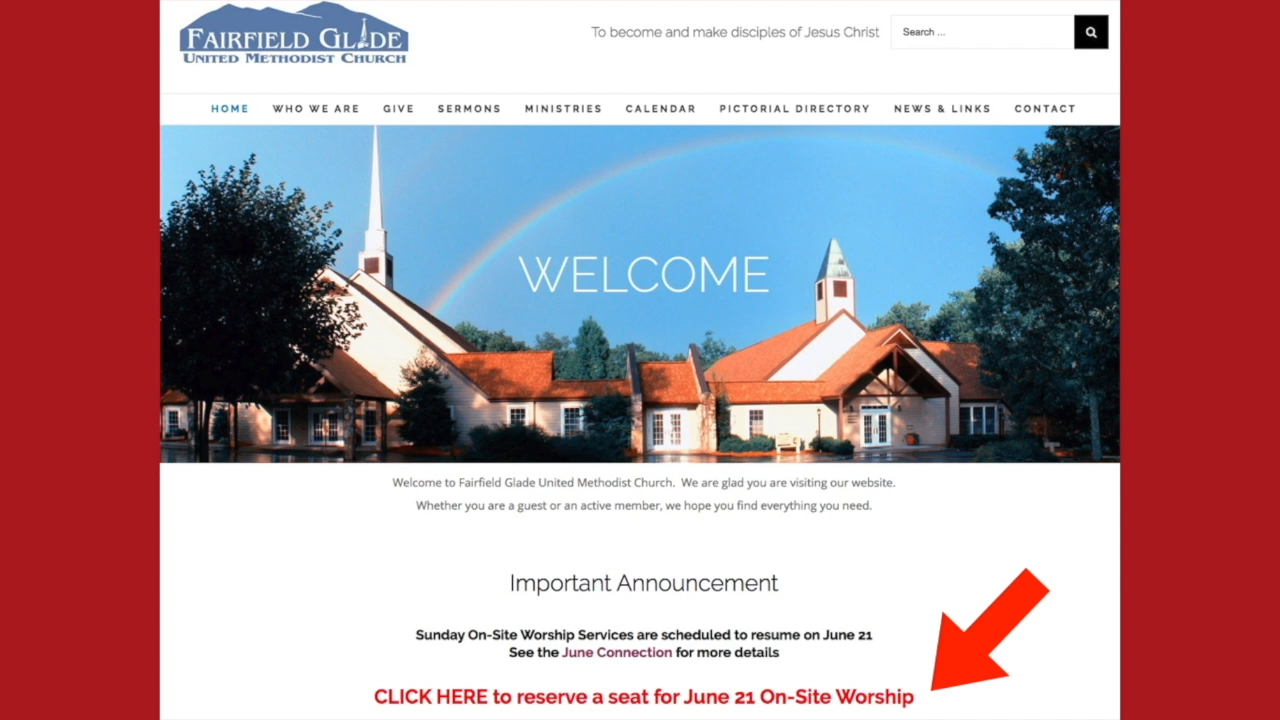 FAIRFIELD GLADE
UNITED METHODIST CHURCH
To become and make disciples of Jesus Christ
Search ...
HOME WHO WE ARE GIVE SERMONS MINISTRIES CALENDAR PICTORIAL DIRECTORY NEWS & LINKS CONTACT
WELCOME
Welcome to Fairfield Glade United Methodist Church. We are glad you are visiting our website.
Whether you are a guest or an active member, we hope you find everything you need.
Important Announcement
Sunday On-Site Worship Services are scheduled to resume on June 21
See the June Connection for more details
CLICK HERE to reserve a seat for June 21 On-Site Worship